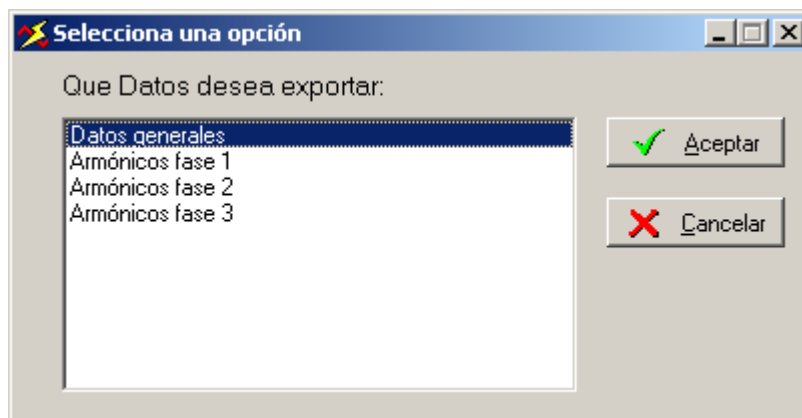 Selecciona una opción
Que Datos desea exportar:
Datos generales
Armónicos fase 1
Armónicos fase 2
Armónicos fase 3
Aceptar
Cancelar